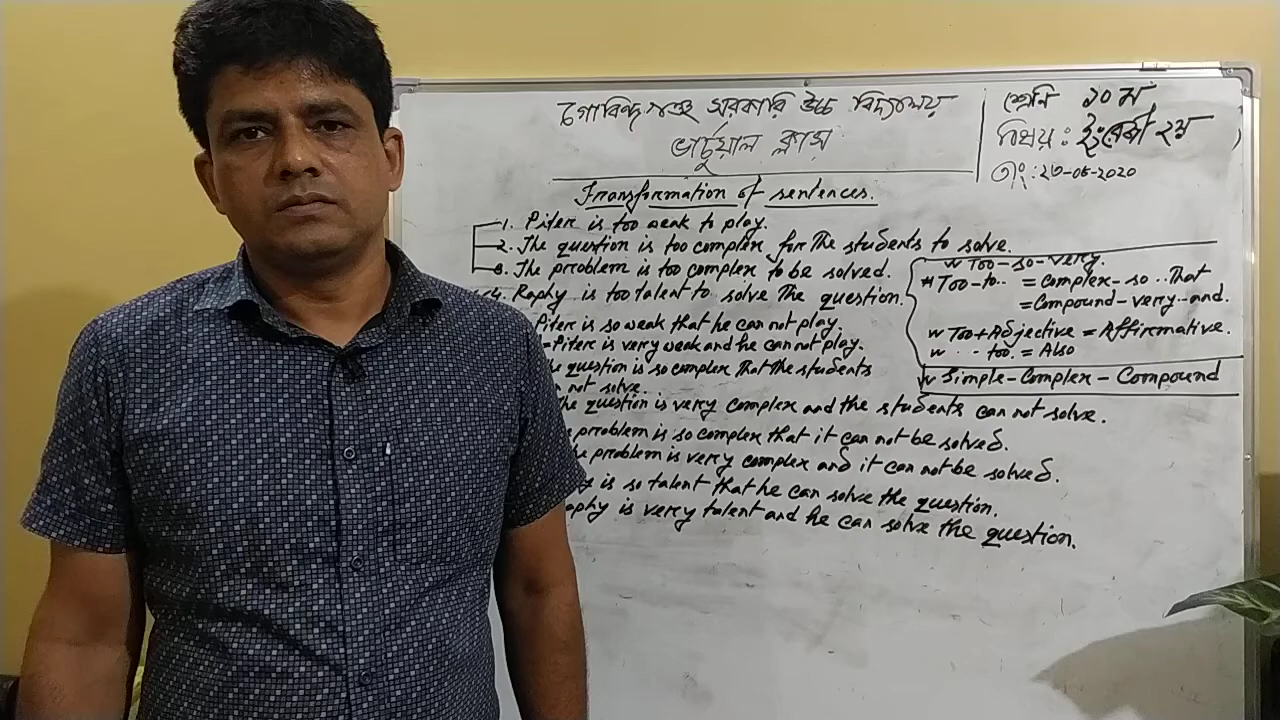 গোবিন্দগঞ্জ সরকারি উচ্চ বিদ্যালয়
ভার্চুয়াল ক্লাস
শ্রেনি ১০ম
বিষয়: ইংরেজী ২য়
তাং: ২৩-০৪-2020
Transformation of sentences.
1. Piter is too weak to play.
2. The question is too complex for the students to solve.
3. The problem is too complex to be solved.
4. Raphy is too talent to solve the question.
Too-so-very.
* Too-to.. = complex-so..That
= Compound-very..and.
Too+Adjective = Affirmative.
.. too. = Also
Simple-Complex-Compound
Piter is so weak that he can not play.
=Piter is very weak and he can not play.
question is so complex that the students
not solve.
The question is very complex and the students can not solve.
problem is so complex that it can not be solved.
problem is very complex and it can not be solved.
is so talent that he can solve the question.
is very talent and he can solve the question.